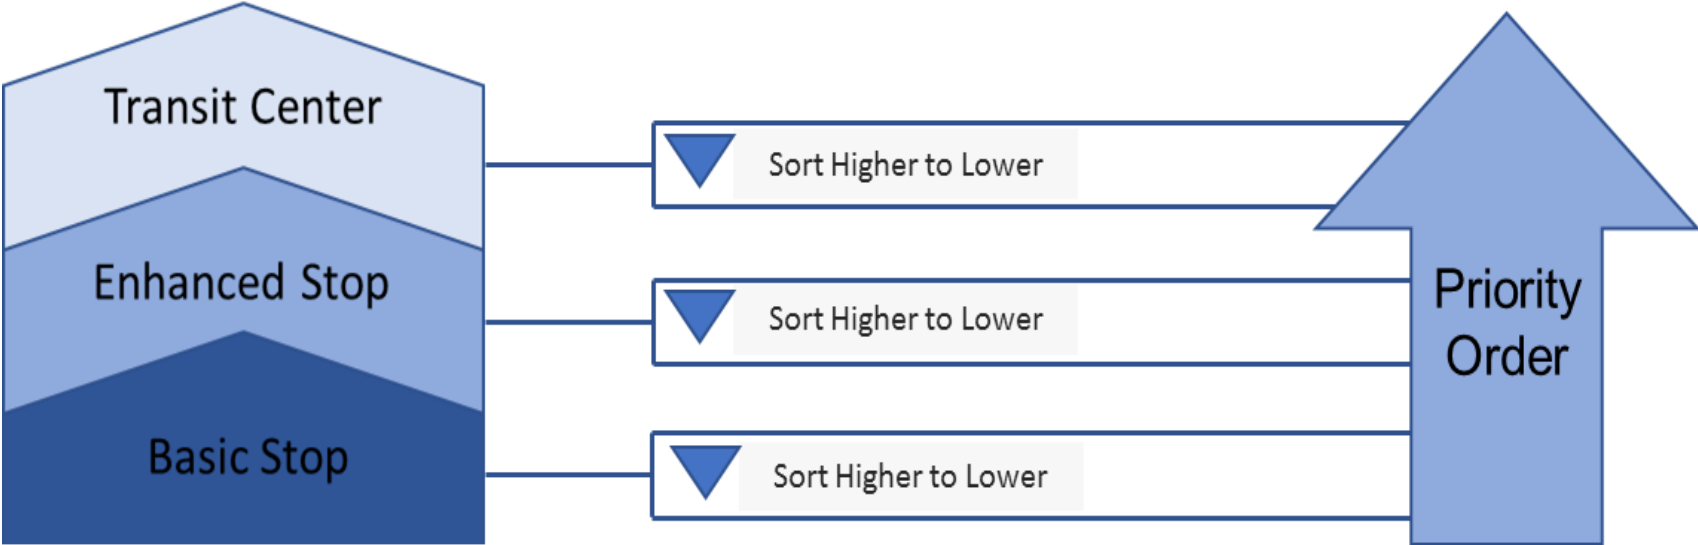 Transit Center
Sort Higher to Lower
Enhanced Stop
Sort Higher to Lower
Basic Stop
Sort Higher to Lower
Priority
Order